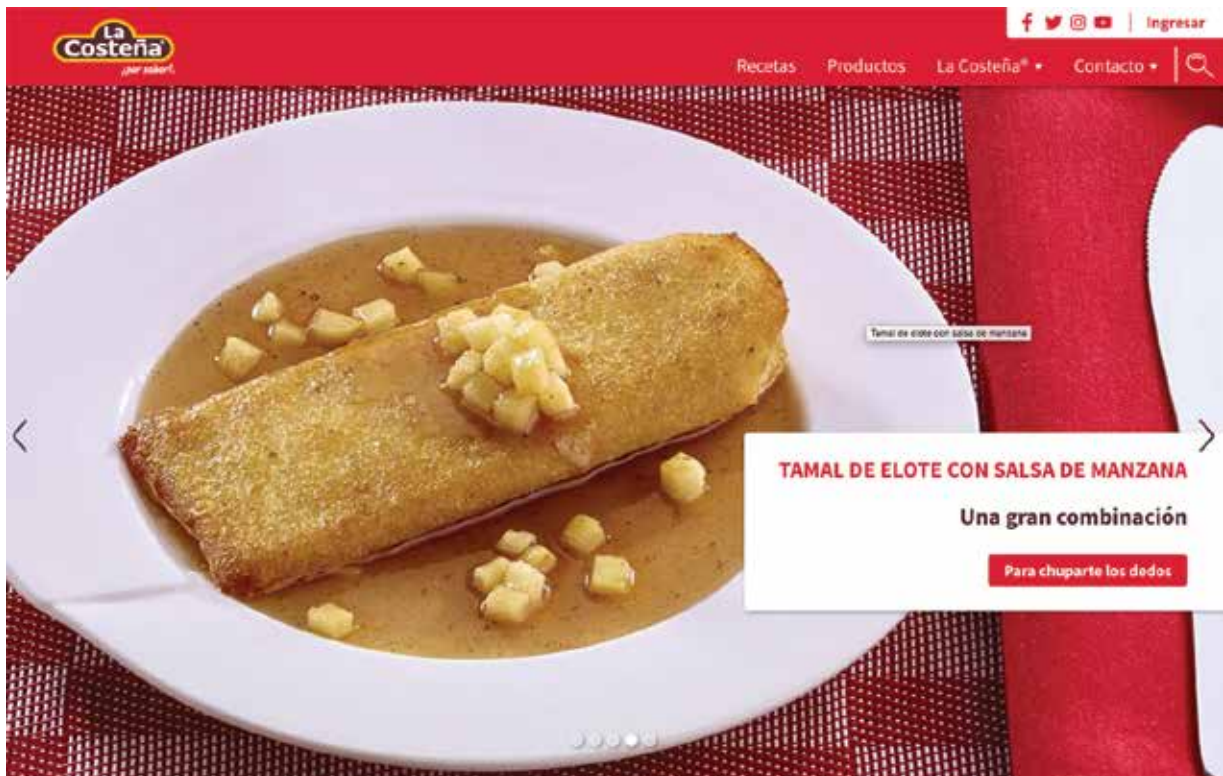 La
Costeña®
¡por sabor!.
Ingresar
Recetas
Productos
La Costeña®
Contacto
Tamal de elote con salsa de manzana
TAMAL DE ELOTE CON SALSA DE MANZANA
Una gran combinación
Para chuparte los dedos